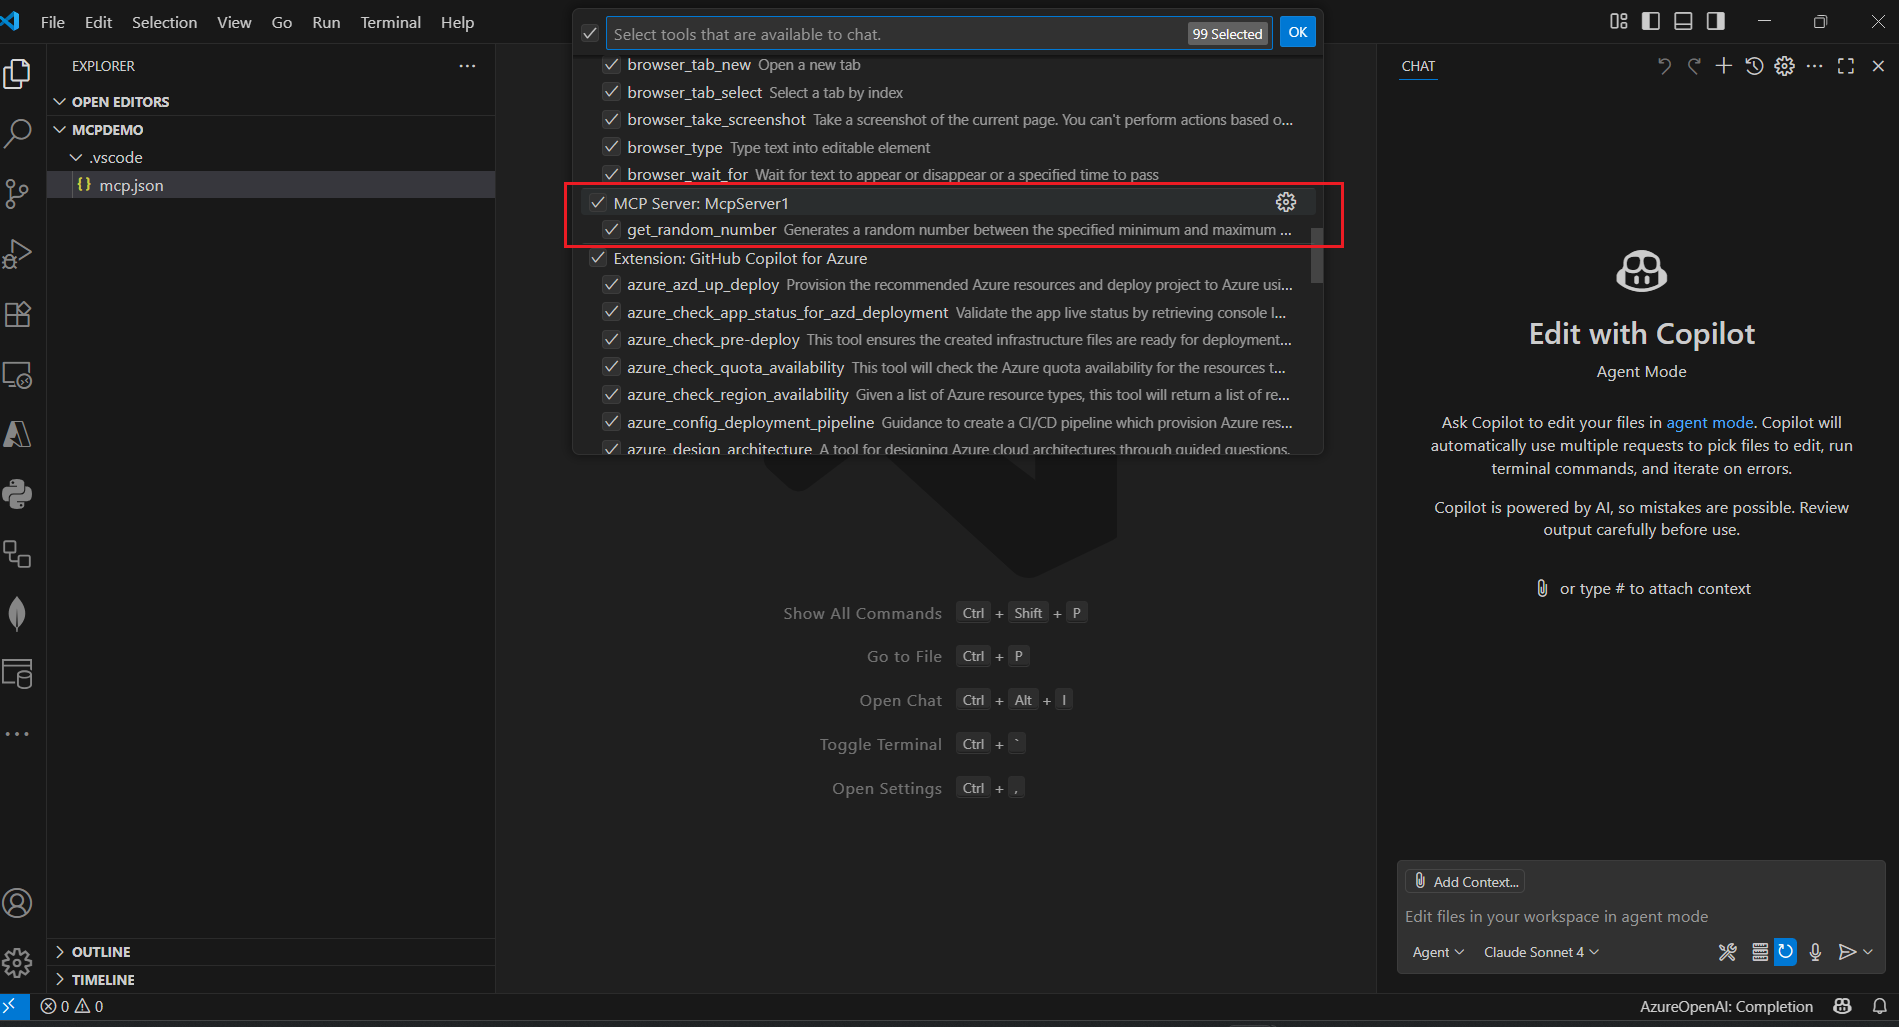 File Edit Selection View Go Run Terminal Help
Select tools that are available to chat.
99 Selected
OK
EXPLORER
OPEN EDITORS
MCPDEMO
.vscode
{} mcp.json
OUTLINE
TIMELINE
browser_tab_new Open a new tab
browser_tab_select Select a tab by index
browser_take_screenshot Take a screenshot of the current page. You can't perform actions based o...
browser_type Type text into editable element
browser_wait_for Wait for text to appear or disappear or a specified time to pass
MCP Server: McpServer1
get_random_number Generates a random number between the specified minimum and maximum ...
Extension: GitHub Copilot for Azure
azure_azd_up_deploy Provision the recommended Azure resources and deploy project to Azure usi...
azure_check_app_status_for_azd_deployment Validate the app live status by retrieving console l...
azure_check_pre-deploy This tool ensures the created infrastructure files are ready for deployment...
azure_check_quota_availability This tool will check the Azure quota availability for the resources t...
azure_check_region_availability Given a list of Azure resource types, this tool will return a list of re...
azure_config_deployment_pipeline Guidance to create a CI/CD pipeline which provision Azure res...
azure_design_architecture A tool for designing Azure cloud architectures through guided questions.
Show All Commands Ctrl + Shift + P
Go to File Ctrl + P
Open Chat Ctrl + Alt + I
Toggle Terminal Ctrl + `
Open Settings Ctrl + ,
CHAT
Edit with Copilot
Agent Mode
Ask Copilot to edit your files in agent mode. Copilot will
automatically use multiple requests to pick files to edit, run
terminal commands, and iterate on errors.
Copilot is powered by AI, so mistakes are possible. Review
output carefully before use.
or type # to attach context
Add Context...
Edit files in your workspace in agent mode
Agent Claude Sonnet 4
0 0
AzureOpenAI: Completion